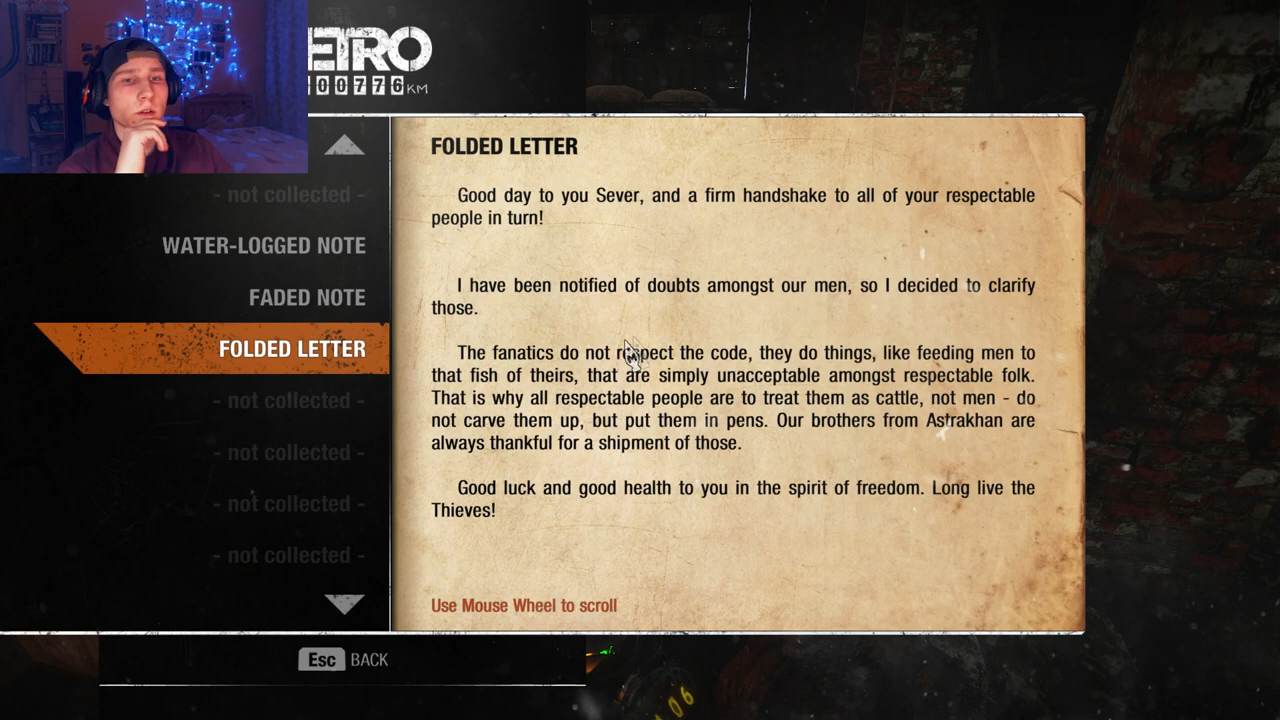 ETRO
00776 KM
- not collected -
WATER-LOGGED NOTE
FADED NOTE
FOLDED LETTER
- not collected -
- not collected -
- not collected -
- not collected -
Esc BACK
FOLDED LETTER
Good day to you Sever, and a firm handshake to all of your respectable
people in turn!
I have been notified of doubts amongst our men, so I decided to clarify
those.
The fanatics do not respect the code, they do things, like feeding men to
that fish of theirs, that are simply unacceptable amongst respectable folk.
That is why all respectable people are to treat them as cattle, not men - do
not carve them up, but put them in pens. Our brothers from Astrakhan are
always thankful for a shipment of those.
Good luck and good health to you in the spirit of freedom. Long live the
Thieves!
Use Mouse Wheel to scroll
06